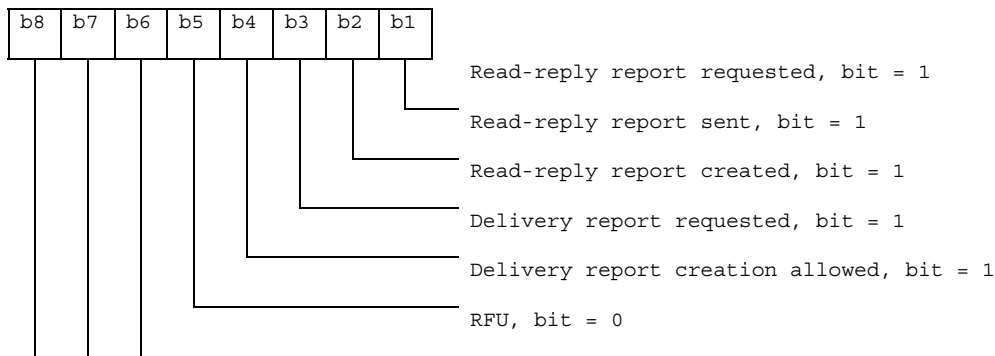 b8 b7 b6 b5 b4 b3 b2 b1
Read-reply report requested, bit = 1
Read-reply report sent, bit = 1
Read-reply report created, bit = 1
Delivery report requested, bit = 1
Delivery report creation allowed, bit = 1
RFU, bit = 0